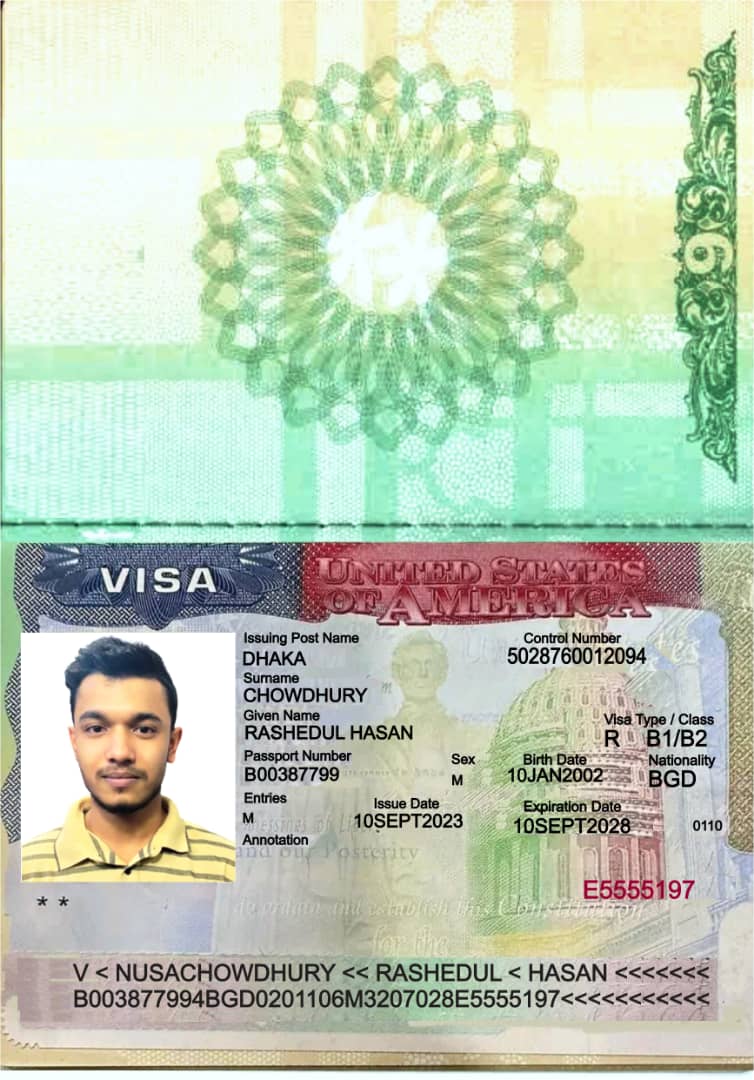 6
VISA
UNITED STATES
OF AMERICA
Issuing Post Name
Control Number
DHAKA
5028760012094
Surname
CHOWDHURY
Given Name
Visa Type / Class
RASHEDUL HASAN
R B1/B2
Passport Number
Sex
Birth Date
Nationality
B00387799
M
10JAN2002
BGD
Entries
Issue Date
Expiration Date
M
10SEPT2023
10SEPT2028
0110
Annotation
and our Posterity
E5555197
* *
do ordain and establish this Constitution
for the
V < NUSACHOWDHURY << RASHEDUL < HASAN <<<<<<<
B003877994BGD0201106M3207028E5555197<<<<<<<<<<<